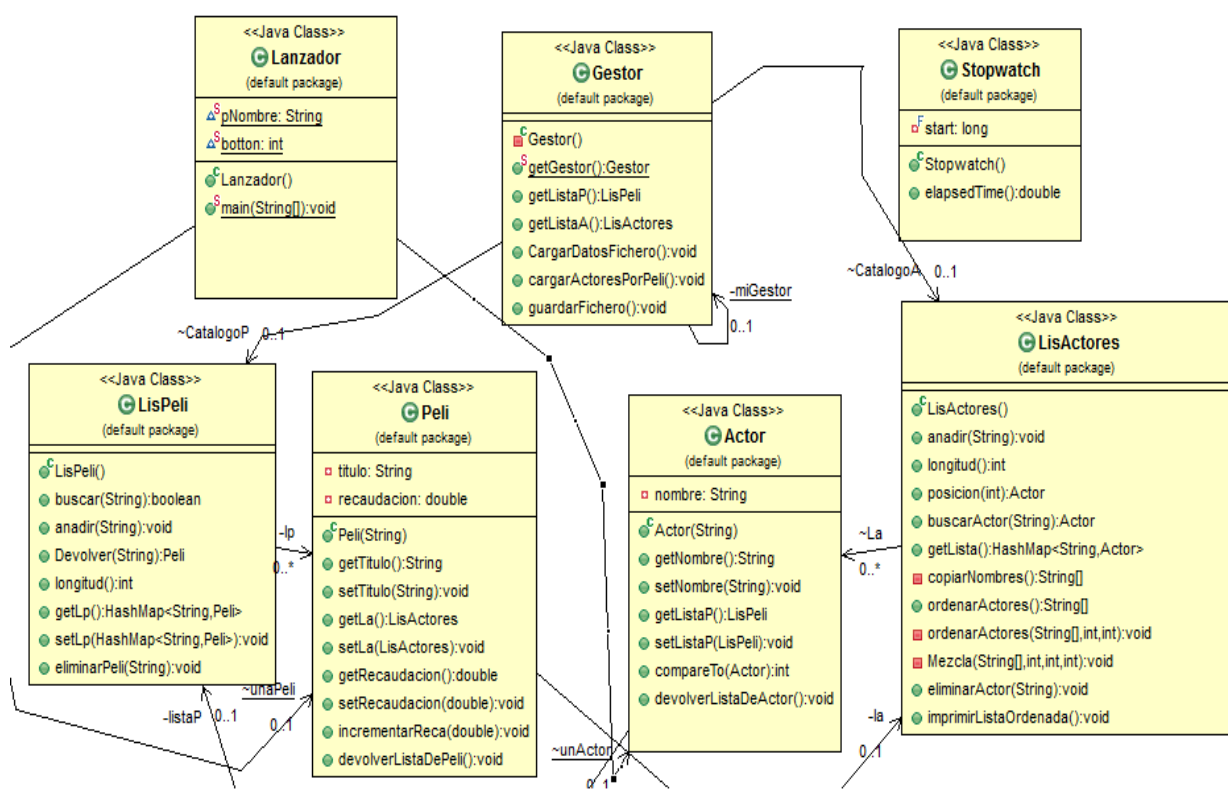 <<Java Class>>
Lanzador
(default package)
pNombre: String
botton: int
Lanzador()
main(String[]):void
<<Java Class>>
Gestor
(default package)
Gestor()
getGestor():Gestor
getListaP():LisPeli
getListaA():LisActores
CargarDatosFichero():void
cargarActoresPorPeli():void
guardarFichero():void
<<Java Class>>
Stopwatch
(default package)
start: long
Stopwatch()
elapsedTime():double
~CatalogoA 0..1
-miGestor
0..1
~CatalogoP 0..1
<<Java Class>>
LisPeli
(default package)
LisPeli()
buscar(String):boolean
anadir(String):void
Devolver(String):Peli
longitud():int
getLp():HashMap<String,Peli>
setLp(HashMap<String,Peli>):void
eliminarPeli(String):void
-lp
0..*
<<Java Class>>
Peli
(default package)
titulo: String
recaudacion: double
Peli(String)
getTitulo():String
setTitulo(String):void
getLa():LisActores
setLa(LisActores):void
getRecaudacion():double
setRecaudacion(double):void
incrementarReca(double):void
devolverListaDePeli():void
<<Java Class>>
Actor
(default package)
nombre: String
Actor(String)
getNombre():String
setNombre(String):void
getListaP():LisPeli
setListaP(LisPeli):void
compareTo(Actor):int
devolverListaDeActor():void
~La
0..*
<<Java Class>>
LisActores
(default package)
LisActores()
anadir(String):void
longitud():int
posicion(int):Actor
buscarActor(String):Actor
getLista():HashMap<String,Actor>
copiarNombres():String[]
ordenarActores():String[]
ordenarActores(String[],int,int):void
Mezcla(String[],int,int,int):void
eliminarActor(String):void
imprimirListaOrdenada():void
~unaPeli
0..1
-listaP 0..1
~unActor
0..1
-la
0..1